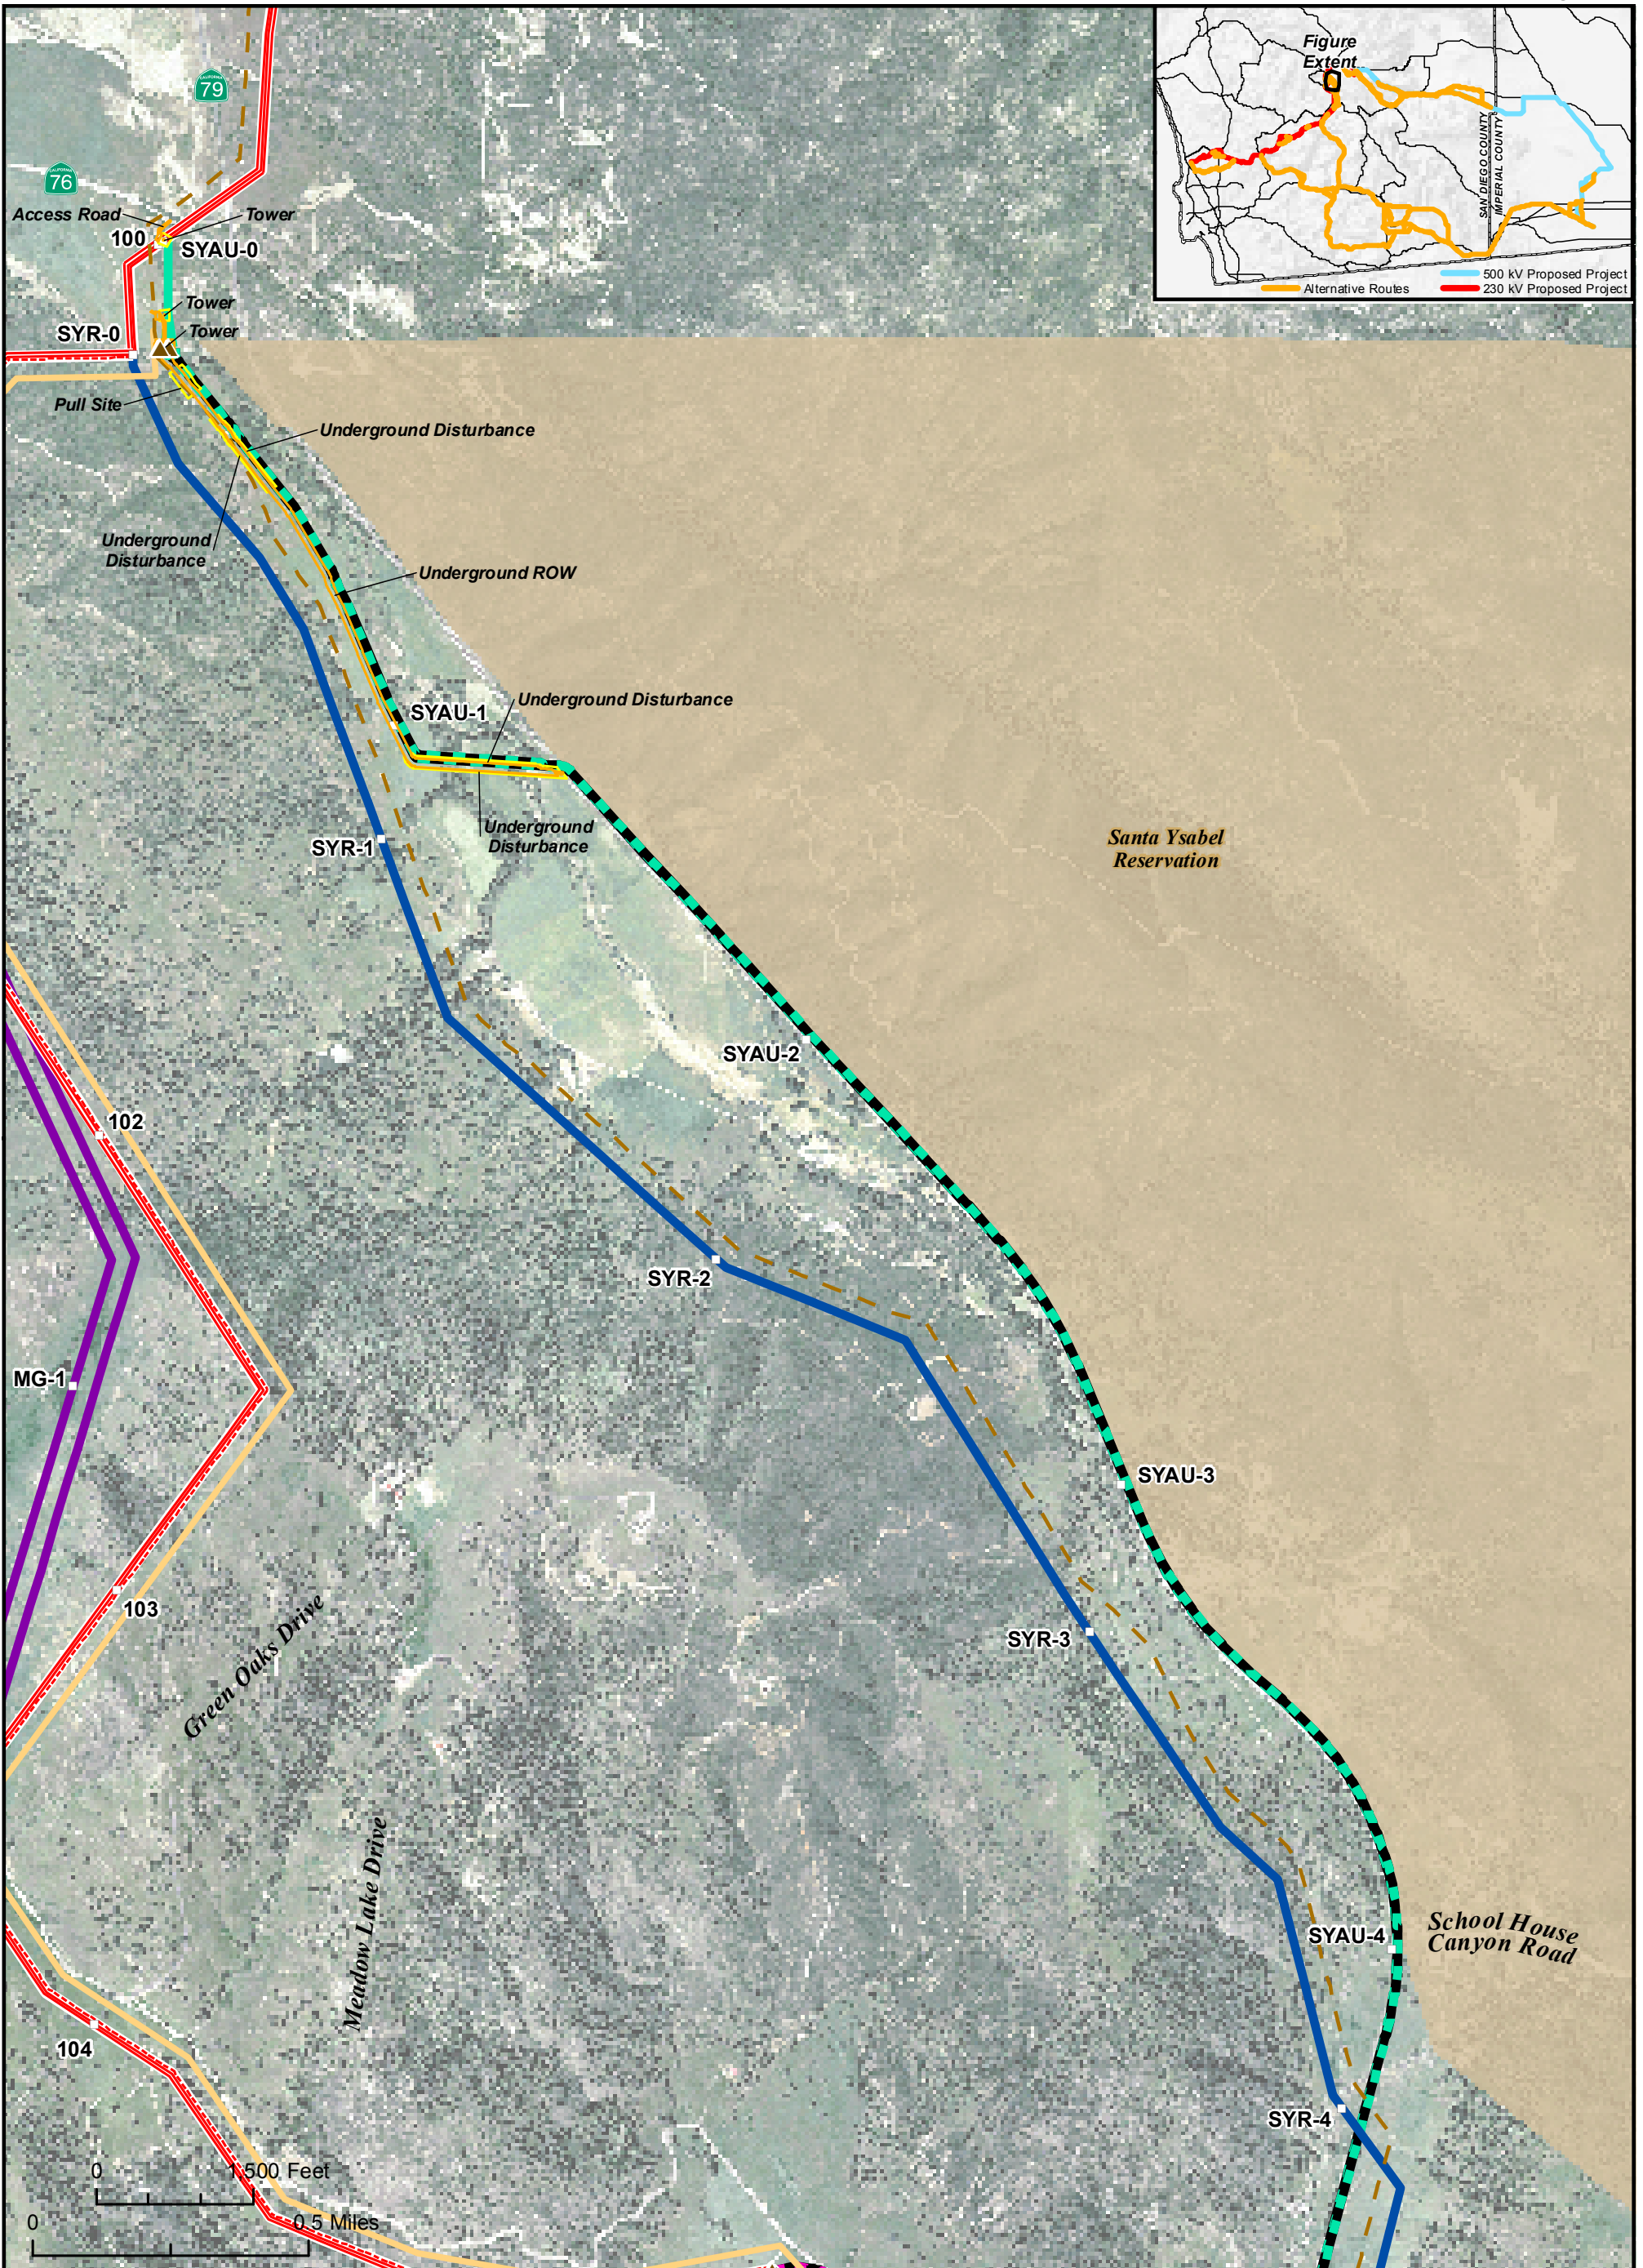 Figure
Extent
SAN DIEGO COUNTY
IMPERIAL COUNTY
500 kV Proposed Project
Alternative Routes
230 kV Proposed Project
CALIFORNIA
79
CALIFORNIA
76
Access Road
Tower
100
SYAU-0
Tower
SYR-0
Tower
Pull Site
Underground Disturbance
Underground
Disturbance
Underground ROW
Underground Disturbance
SYAU-1
Underground
Disturbance
SYR-1
Santa Ysabel
Reservation
SYAU-2
102
SYR-2
MG-1
SYAU-3
103
Green Oaks Drive
SYR-3
Meadow Lake Drive
SYAU-4
School House
Canyon Road
104
SYR-4
0 1,500 Feet
0 0.5 Miles